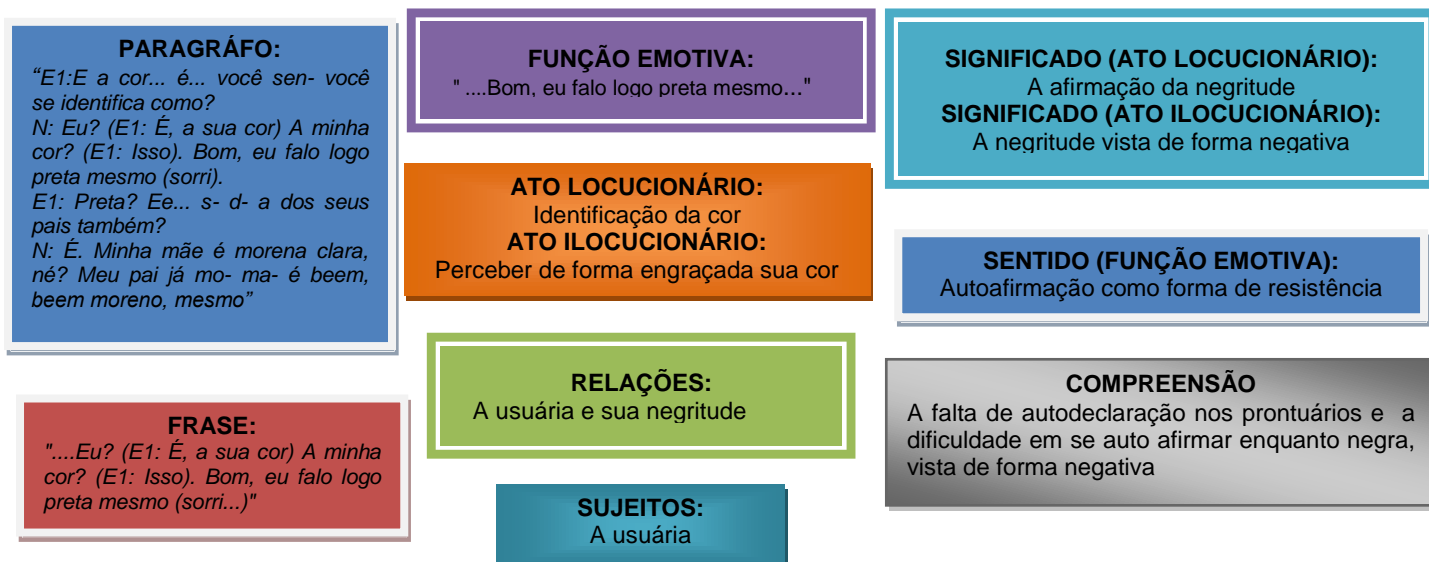 PARAGRÁFO:
“E1:E a cor... é... você sen- você
se identifica como?
N: Eu? (E1: É, a sua cor) A minha
cor? (E1: Isso). Bom, eu falo logo
preta mesmo (sorri).
E1: Preta? Ee... s- d- a dos seus
pais também?
N: É. Minha mãe é morena clara,
né? Meu pai já mo- ma- é beem,
beem moreno, mesmo”
FRASE:
"....Eu? (E1: É, a sua cor) A minha
cor? (E1: Isso). Bom, eu falo logo
preta mesmo (sorri...)"
FUNÇÃO EMOTIVA:
" ....Bom, eu falo logo preta mesmo..."
ATO LOCUCIONÁRIO:
Identificação da cor
ATO ILOCUCIONÁRIO:
Perceber de forma engraçada sua cor
RELAÇÕES:
A usuária e sua negritude
SUJEITOS:
A usuária
SIGNIFICADO (ATO LOCUCIONÁRIO):
A afirmação da negritude
SIGNIFICADO (ATO ILOCUCIONÁRIO):
A negritude vista de forma negativa
SENTIDO (FUNÇÃO EMOTIVA):
Autoafirmação como forma de resistência
COMPREENSÃO
A falta de autodeclaração nos prontuários e a
dificuldade em se auto afirmar enquanto negra,
vista de forma negativa